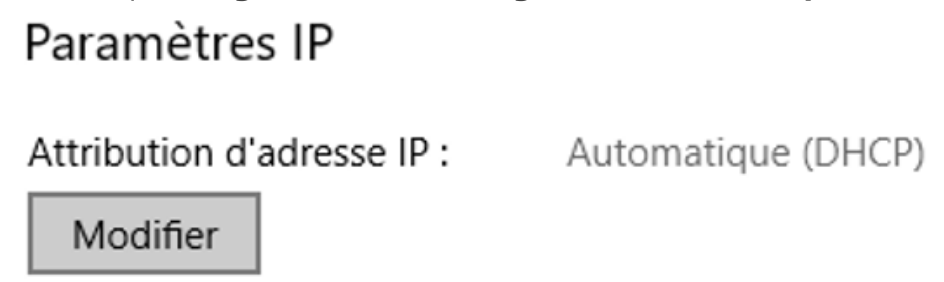 Paramètres IP
Attribution d'adresse IP : Automatique (DHCP)
Modifier